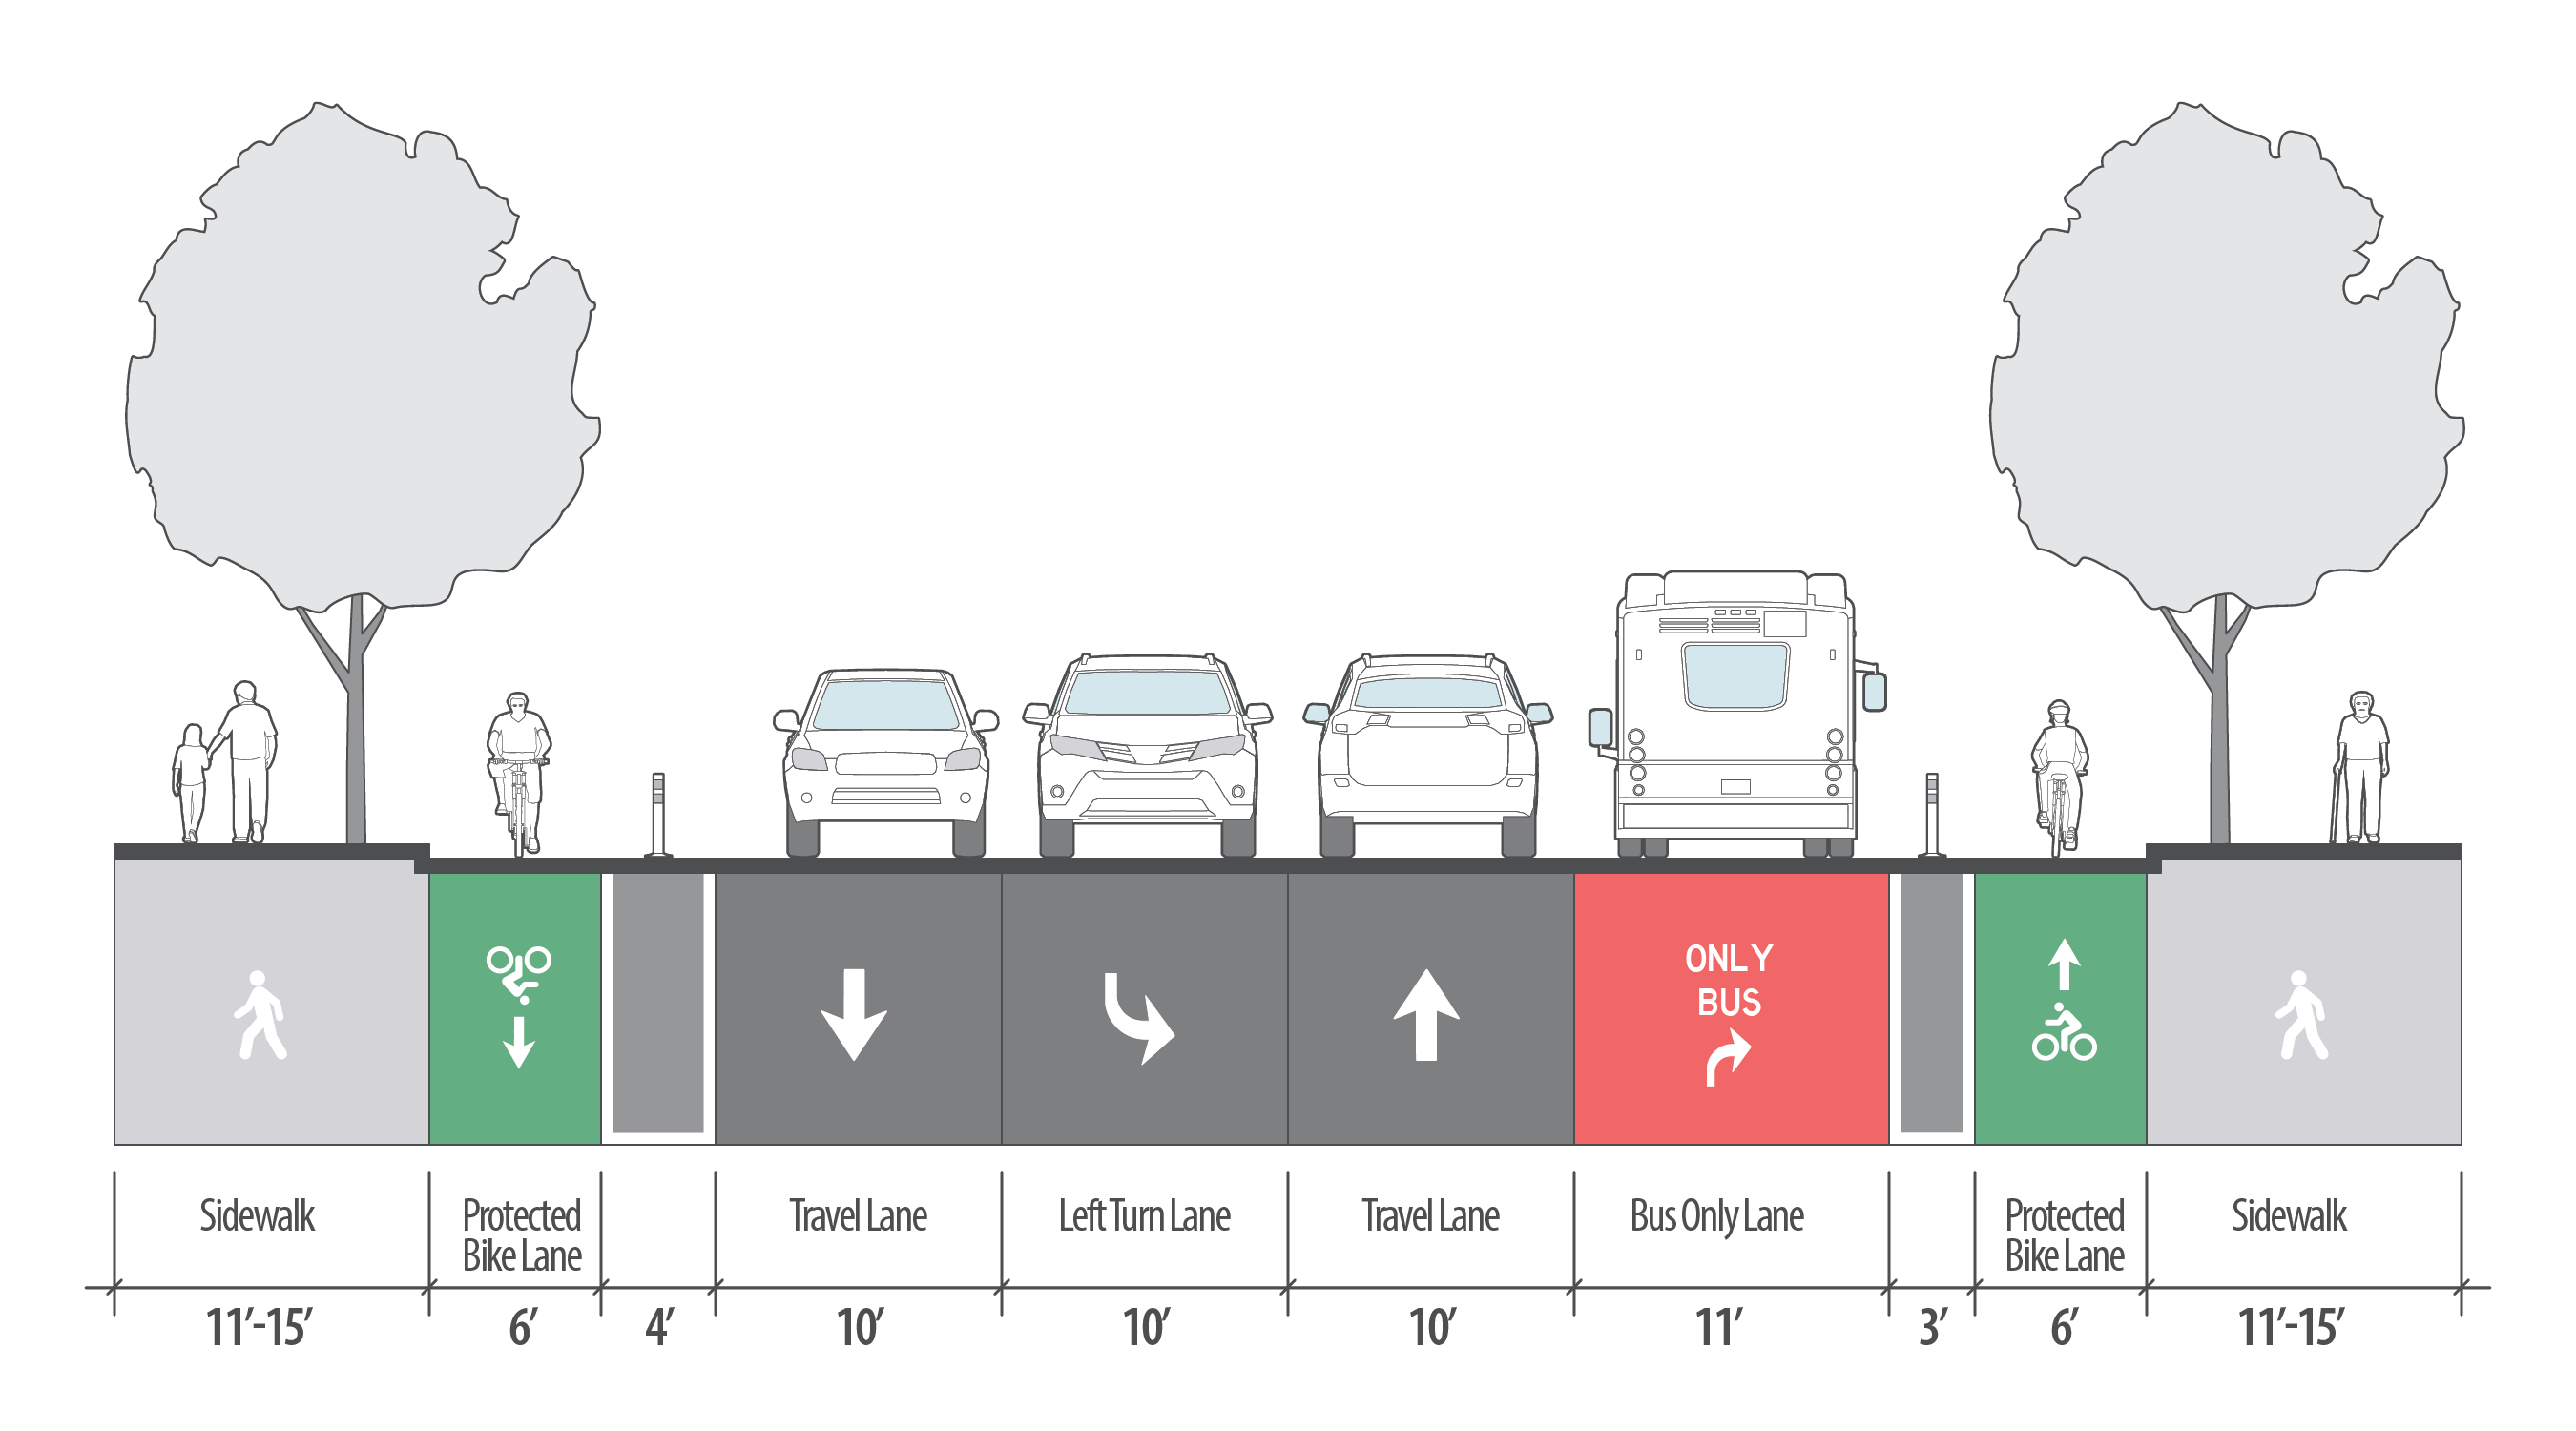 ONLY
BUS
Sidewalk
Protected
Bike Lane
Travel Lane
Left Turn Lane
Travel Lane
Bus Only Lane
Protected
Bike Lane
Sidewalk
11’-15’
6’
4’
10’
10’
10’
11’
3’
6’
11’-15’